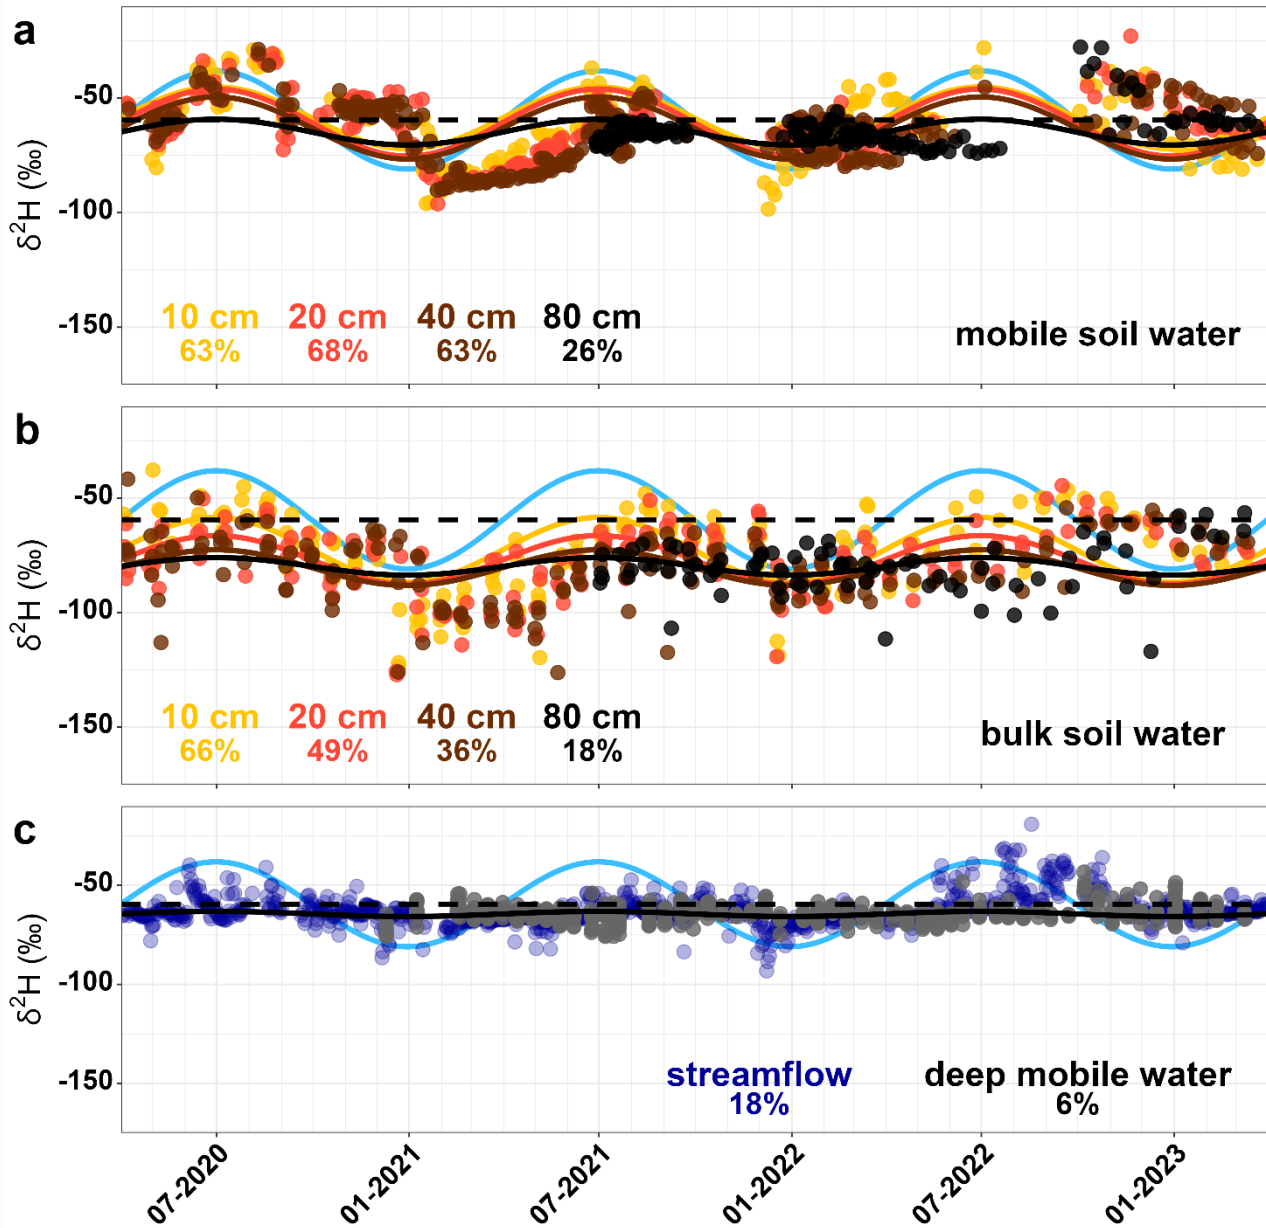 a
δ²H (‰)
-50
-100
-150
10 cm 20 cm 40 cm 80 cm
63% 68% 63% 26%
mobile soil water
b
δ²H (‰)
-50
-100
-150
10 cm 20 cm 40 cm 80 cm
66% 49% 36% 18%
bulk soil water
c
δ²H (‰)
-50
-100
-150
streamflow deep mobile water
18% 6%
07-2020 01-2021 07-2021 01-2022 07-2022 01-2023